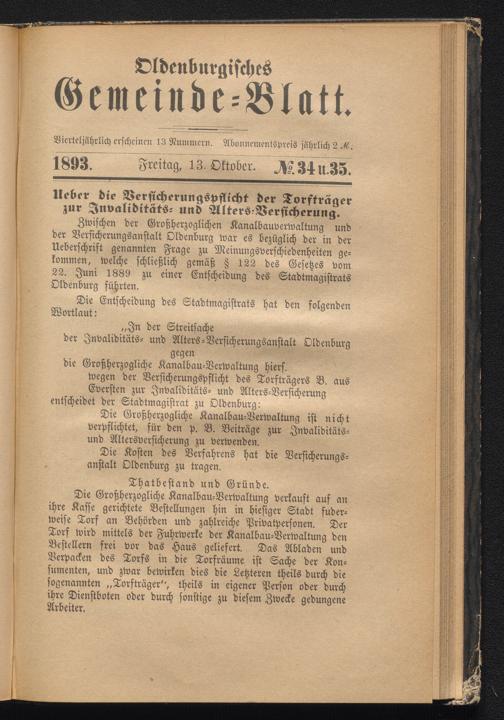 Oldenburgisches
Gemeinde-Blatt.
Vierteljährlich erscheinen 13 Nummern. Abonnementspreis jährlich 2 M.
1893. Freitag, 13. Oktober. No. 34 u. 35.
Ueber die Versicherungspflicht der Torfträger
zur Invaliditäts- und Alters-Versicherung.
Zwischen der Großherzoglichen Kanalbauverwaltung und
der Versicherungsanstalt Oldenburg war es bezüglich der in der
Ueberschrift genannten Frage zu Meinungsverschiedenheiten ge-
kommen, welche schließlich gemäß § 122 des Gesetzes vom
22. Juni 1889 zu einer Entscheidung des Stadtmagistrats
Oldenburg führten.
Die Entscheidung des Stadtmagistrats hat den folgenden
Wortlaut:
„In der Streitsache
der Invaliditäts- und Alters-Versicherungsanstalt Oldenburg
gegen
die Großherzogliche Kanalbau-Verwaltung hiers.
wegen der Versicherungspflicht des Torfträgers B. aus
Eversten zur Invaliditäts- und Alters-Versicherung
entscheidet der Stadtmagistrat zu Oldenburg:
Die Großherzogliche Kanalbau-Verwaltung ist nicht
verpflichtet, für den p. B. Beiträge zur Invaliditäts-
und Altersversicherung zu verwenden.
Die Kosten des Verfahrens hat die Versicherungs-
anstalt Oldenburg zu tragen.
Thatbestand und Gründe.
Die Großherzogliche Kanalbau-Verwaltung verkauft auf an
ihre Kasse gerichtete Bestellungen hin in hiesiger Stadt fuder-
weise Torf an Behörden und zahlreiche Privatpersonen. Der
Torf wird mittels der Fuhrwerke der Kanalbau-Verwaltung den
Bestellern frei vor das Haus geliefert. Das Abladen und
Verpacken des Torfs in die Torfräume ist Sache der Kon-
sumenten, und zwar bewirken dies die Letzteren theils durch die
sogenannten „Torfträger“, theils in eigener Person oder durch
ihre Dienstboten oder durch sonstige zu diesem Zwecke gedungene
Arbeiter.